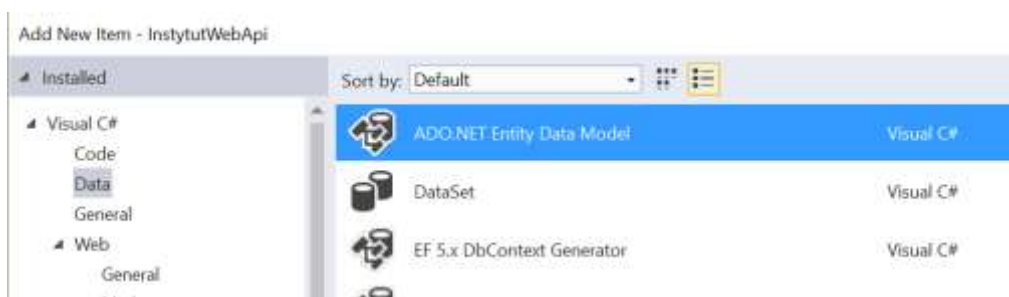 Add New Item - InstytutWebApi
Installed
Sort by: Default
Visual C#
Code
Data
General
Web
General
ADO.NET Entity Data Model Visual C#
DataSet Visual C#
EF 5.x DbContext Generator Visual C#